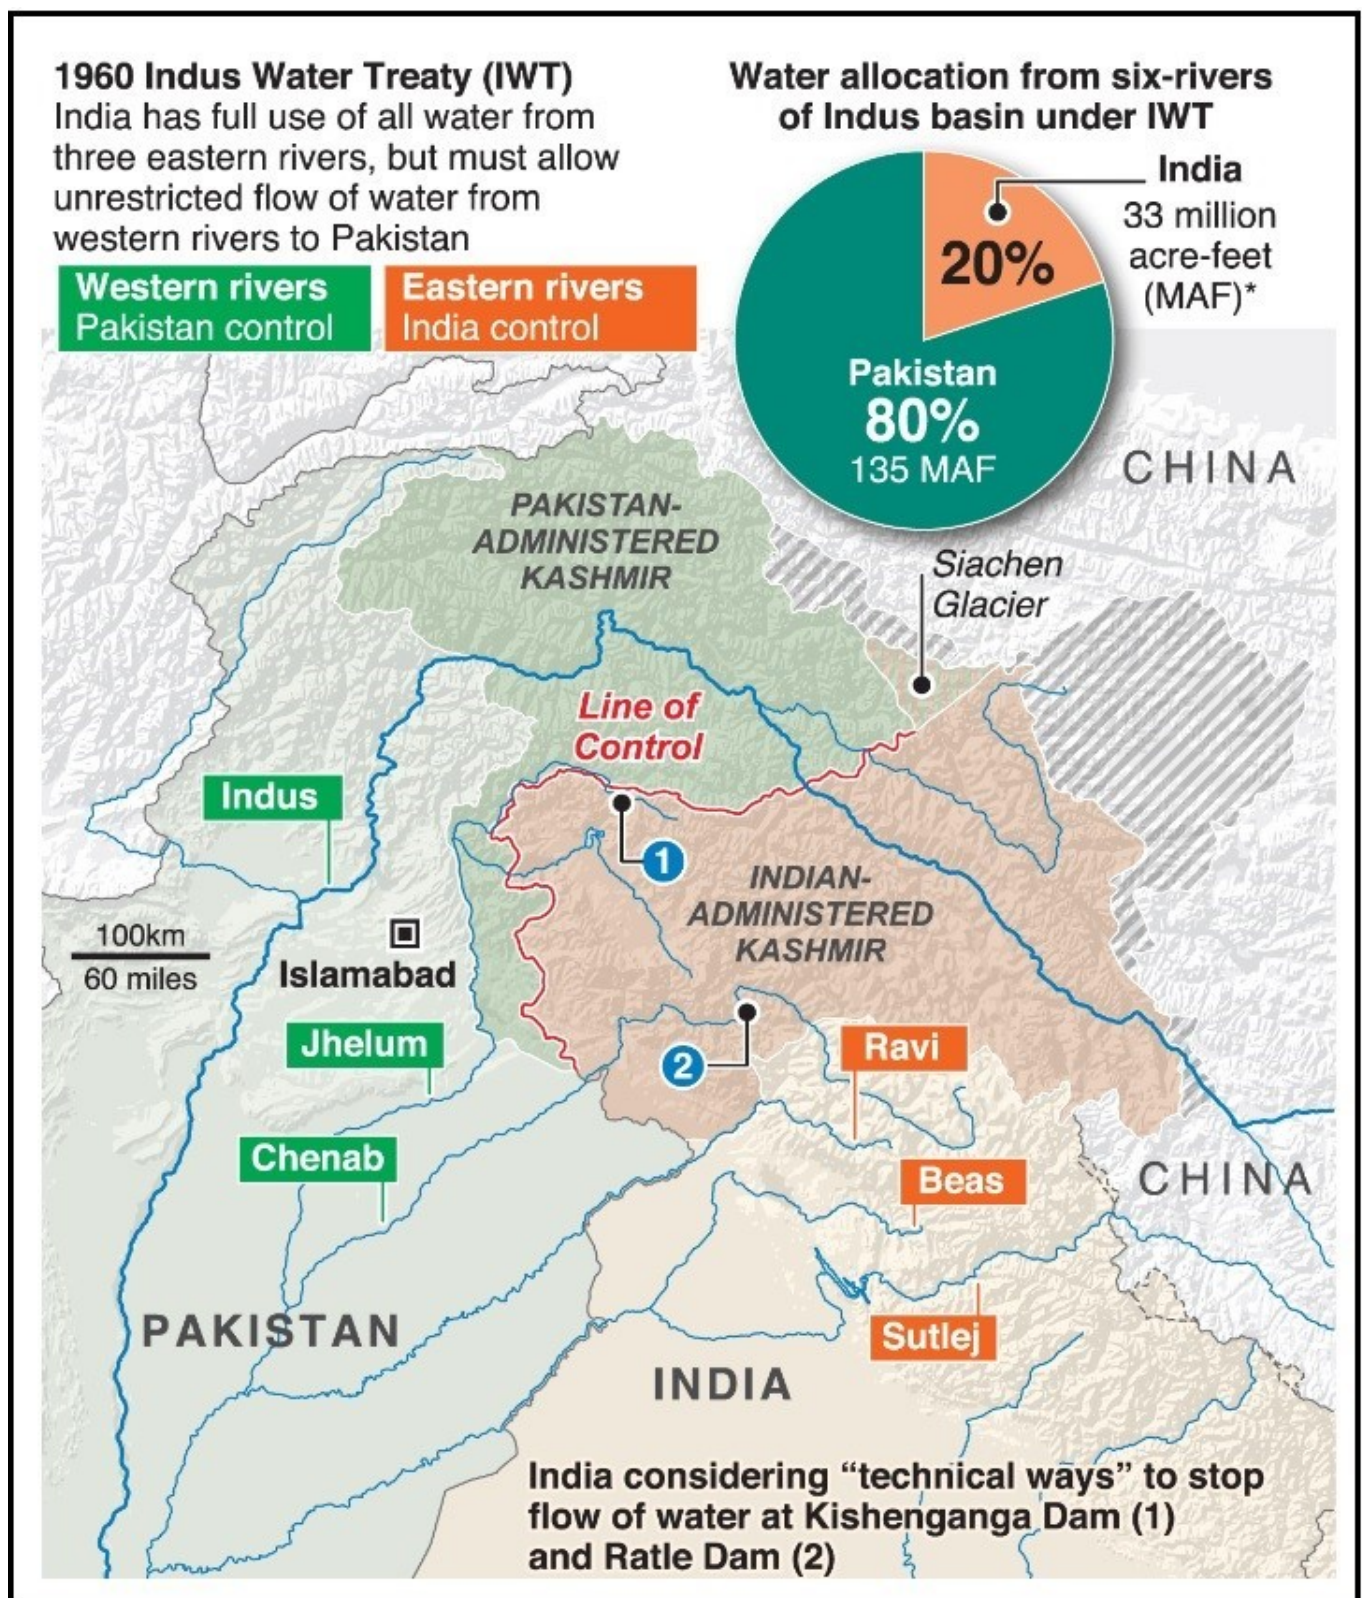 1960 Indus Water Treaty (IWT)
India has full use of all water from
three eastern rivers, but must allow
unrestricted flow of water from
western rivers to Pakistan
Western rivers
Pakistan control
Eastern rivers
India control
Water allocation from six-rivers
of Indus basin under IWT
India
33 million
acre-feet
(MAF)*
20%
Pakistan
80%
135 MAF
CHINA
PAKISTAN-
ADMINISTERED
KASHMIR
Siachen
Glacier
Line of
Control
Indus
1
INDIAN-
ADMINISTERED
KASHMIR
100km
60 miles
Islamabad
Jhelum
2
Ravi
Chenab
Beas
CHINA
PAKISTAN
Sutlej
INDIA
India considering “technical ways” to stop
flow of water at Kishenganga Dam (1)
and Ratle Dam (2)